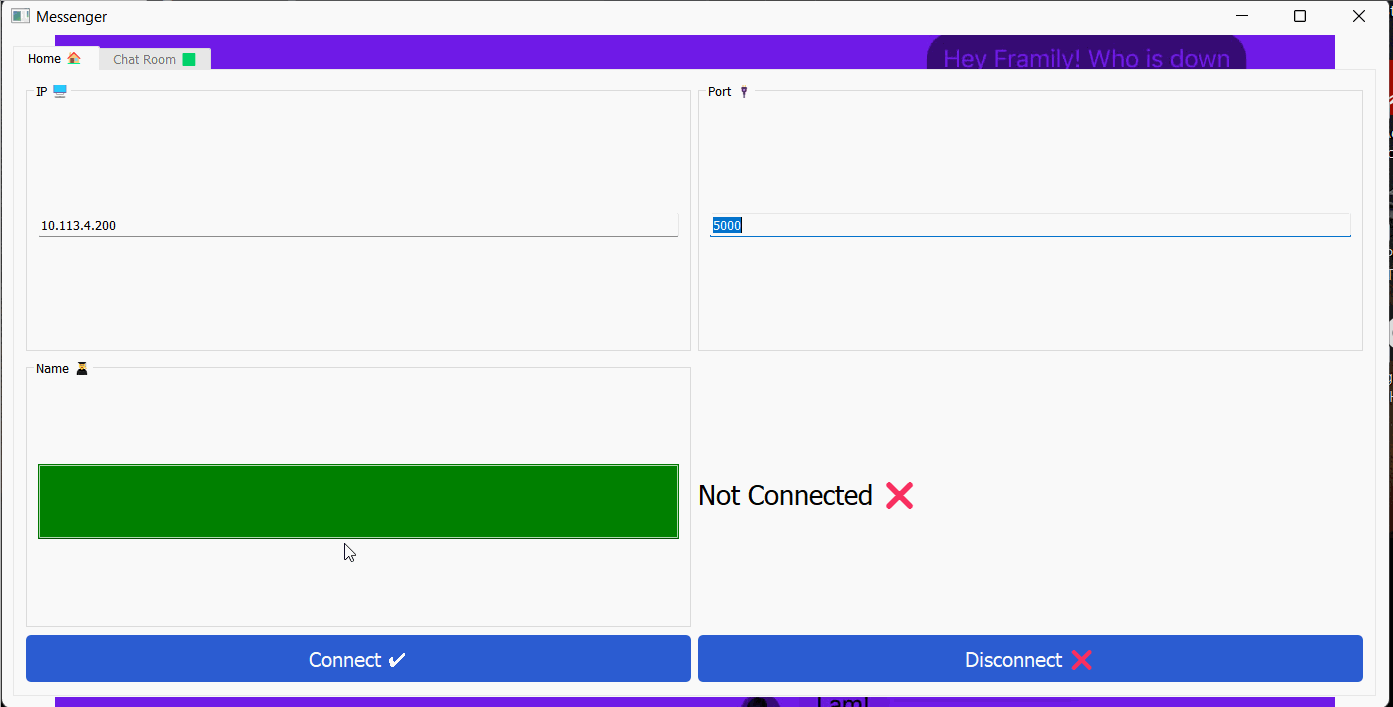 Messenger
Home 🏠 Chat Room 🟩
Hey Framily! Who is down
IP 🖥️
Port 🎙️
10.113.4.200
5000
Name 👨‍🎓
Not Connected ❌
Connect ✔
Disconnect ❌
I am!